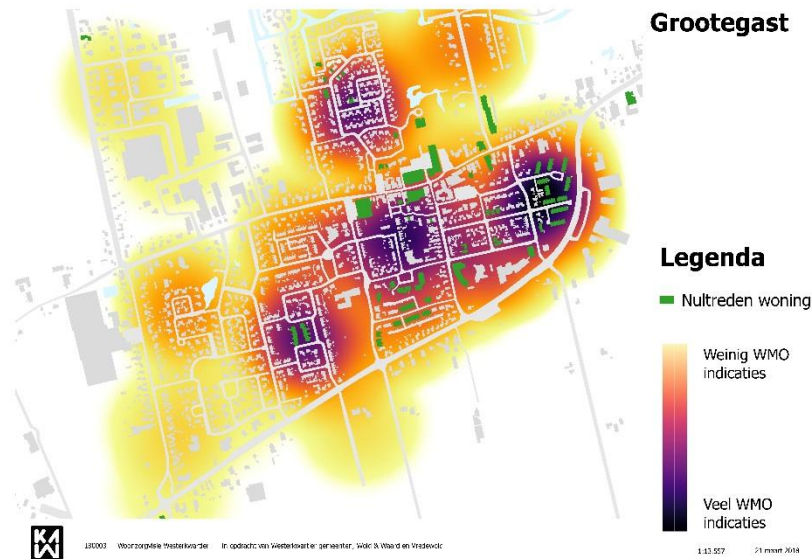 Grootegast
Legenda
Nultreden woning
Weinig WMO
indicaties
Veel WMO
indicaties
KAW
130003 Woonzorgvisie Westerkwartier In opdracht van Westerkwartier gemeenten, Wold & Waard en Vredewold
1:13.557 21 maart 2018